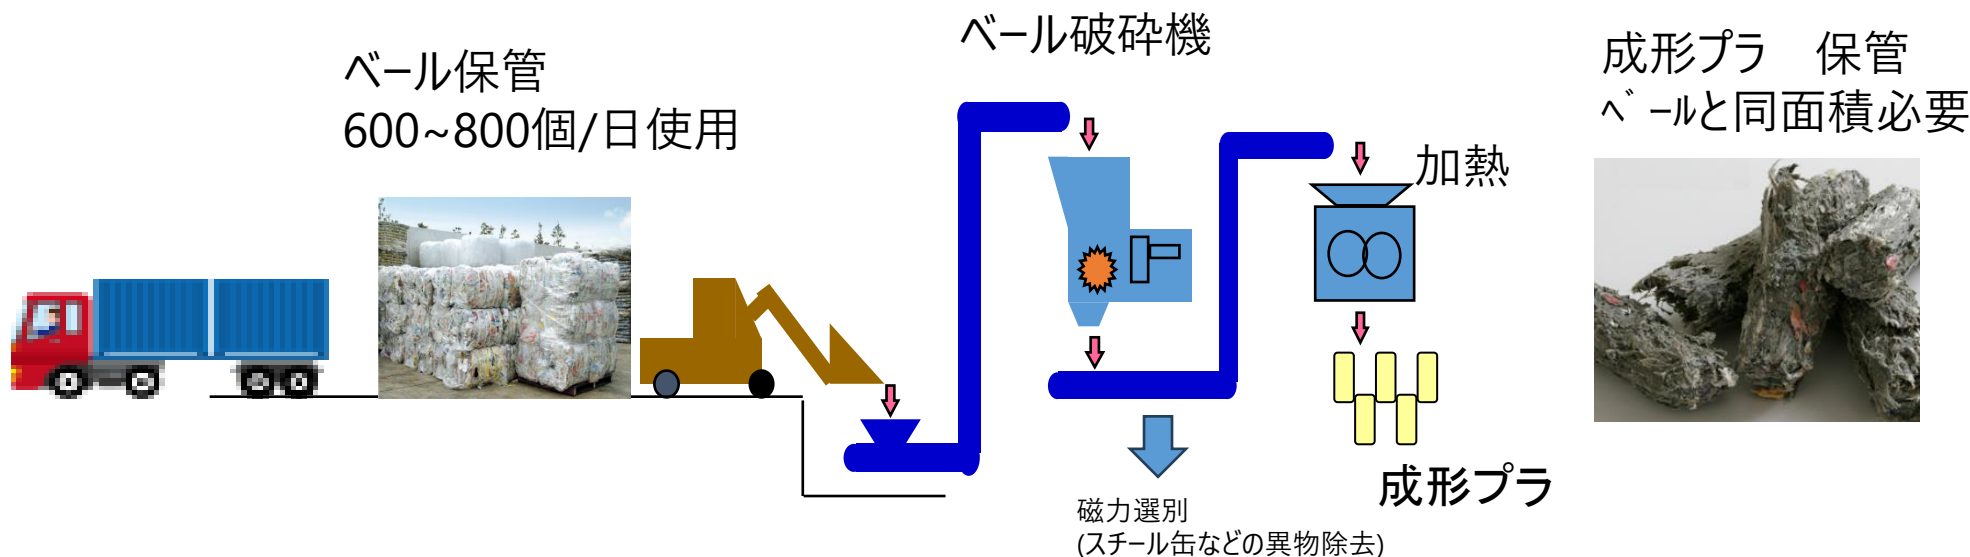 ベール保管
600~800個/日使用
ベール破砕機
加熱
成形プラ　保管
ﾍﾞｰﾙと同面積必要
成形プラ
磁力選別
(スチール缶などの異物除去)